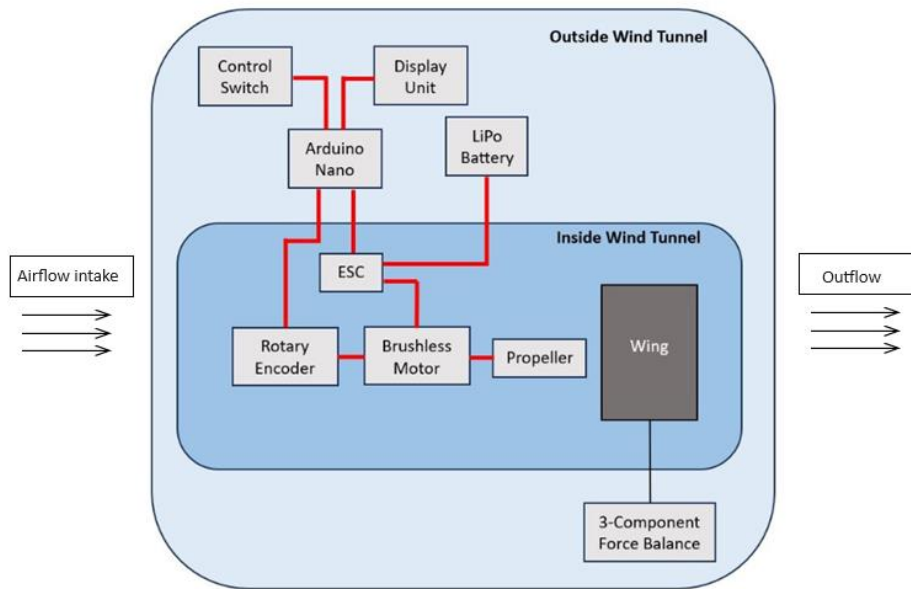 Outside Wind Tunnel
Control
Switch
Display
Unit
Arduino
Nano
LiPo
Battery
Inside Wind Tunnel
Airflow intake
ESC
Outflow
Rotary
Encoder
Brushless
Motor
Propeller
Wing
3-Component
Force Balance